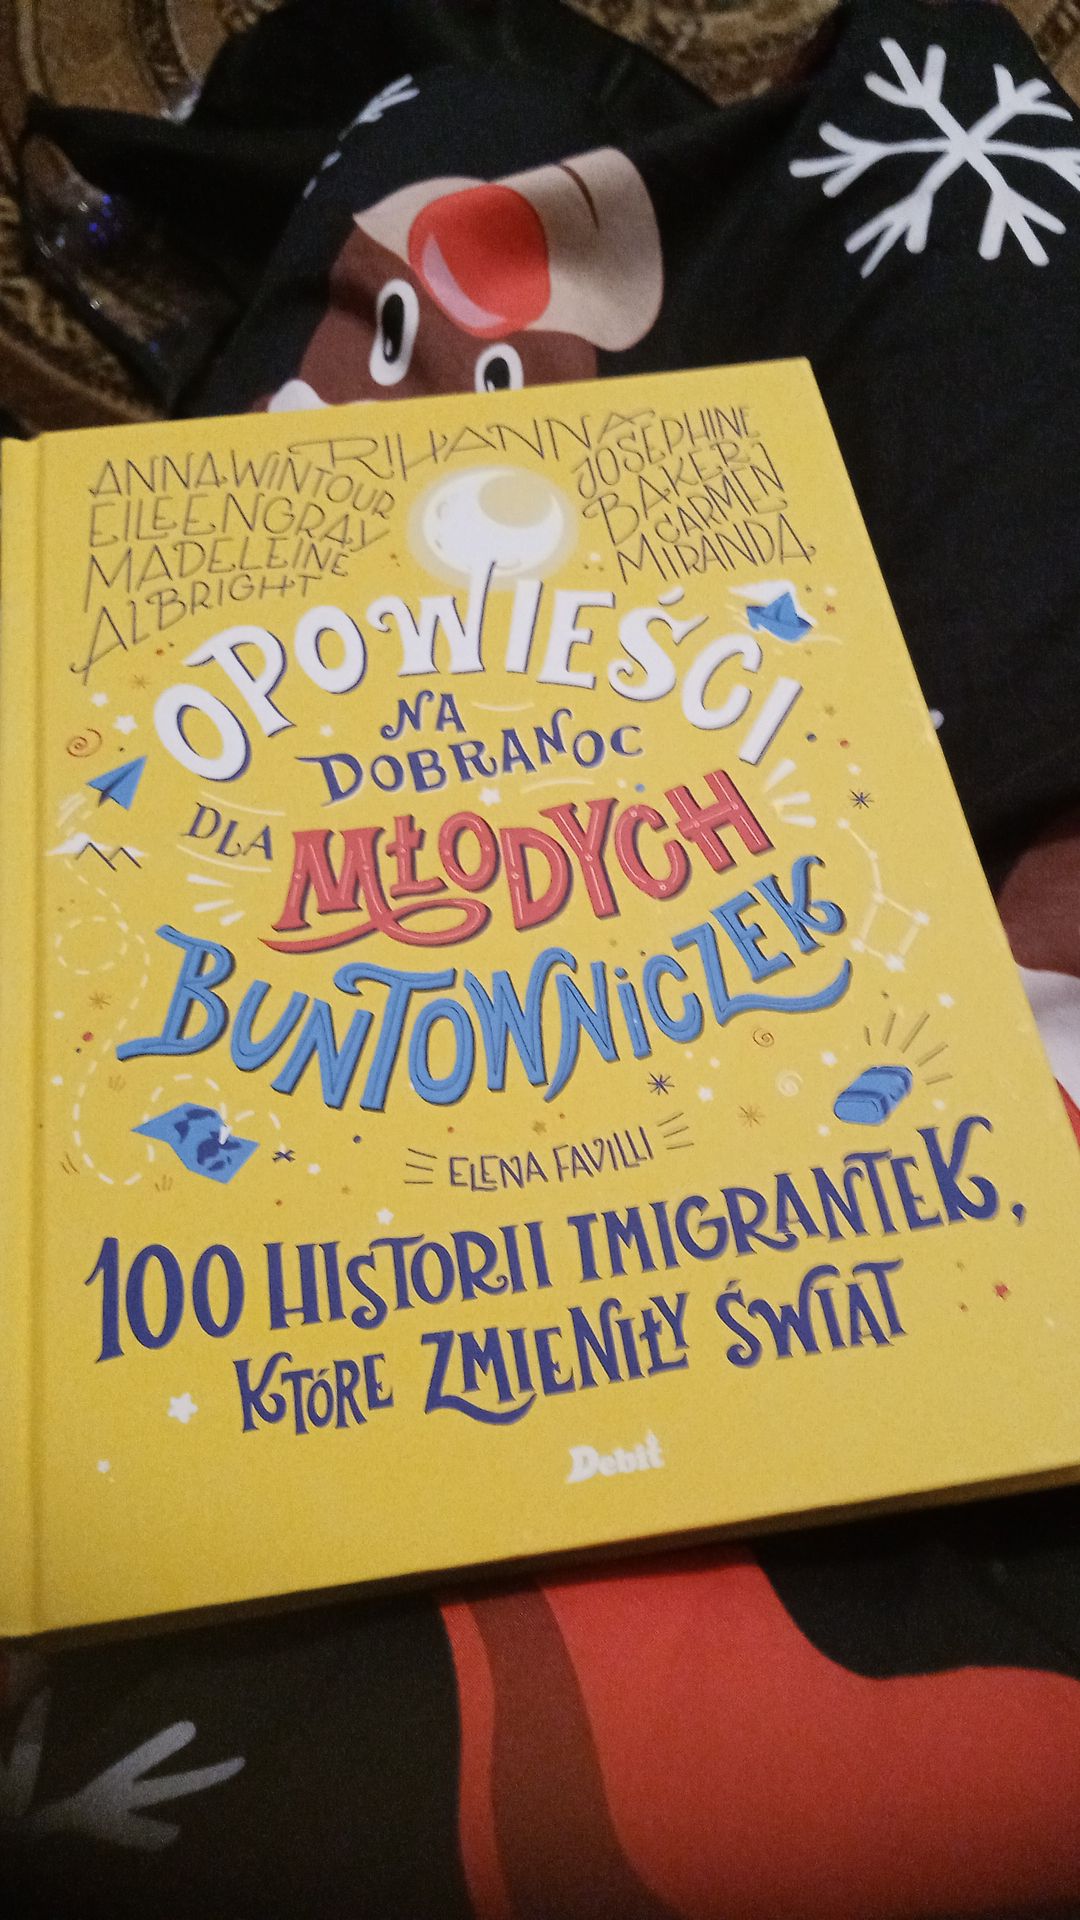 RIHANNA
ANNA WINTOUR
EILEEN GRAY
MADELEINE
ALBRIGHT
JOSEPHINE
BAKER
CARMEN
MIRANDA
OPOWIEŚCI
NA
DOBRANOC
DLA MŁODYCH
BUNTOWNICZEK
ELENA FAVILLI
100 HISTORII IMIGRANTEK,
KTÓRE ZMIENIŁY ŚWIAT
Debit